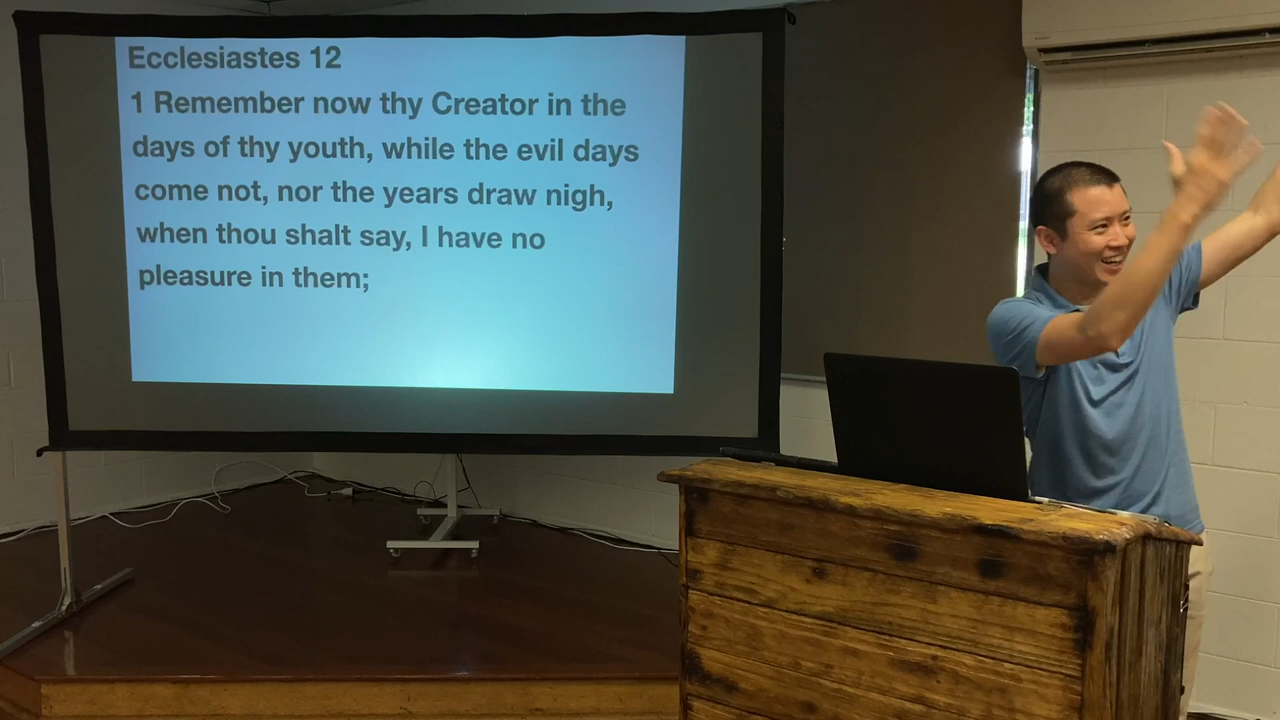 Ecclesiastes 12
1 Remember now thy Creator in the
days of thy youth, while the evil days
come not, nor the years draw nigh,
when thou shalt say, I have no
pleasure in them;